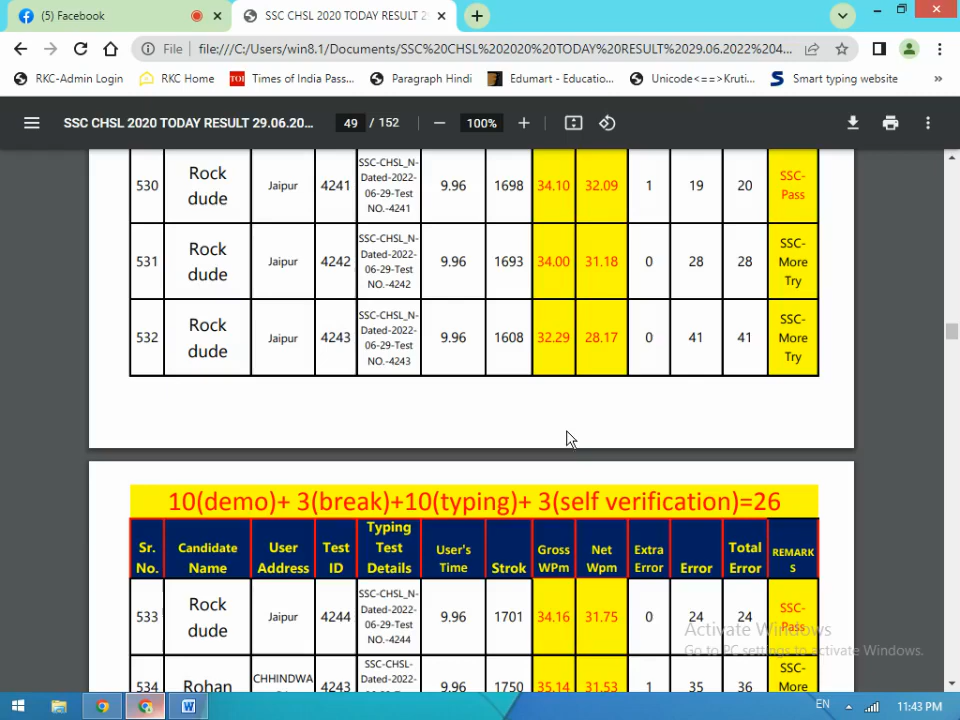 (5) Facebook
SSC CHSL 2020 TODAY RESULT 29
File | file:///C:/Users/win8.1/Documents/SSC%20CHSL%202020%20TODAY%20RESULT%2029.06.2022%204...
RKC-Admin Login RKC Home TOI Times of India Pass... Paragraph Hindi Edumart - Educatio... Unicode<==>Kruti... Smart typing website »
SSC CHSL 2020 TODAY RESULT 29.06.20... 49 / 152 100%
530 Rock dude Jaipur 4241 SSC-CHSL_N-Dated-2022-06-29-Test NO.-4241 9.96 1698 34.10 32.09 1 19 20 SSC-Pass
531 Rock dude Jaipur 4242 SSC-CHSL_N-Dated-2022-06-29-Test NO.-4242 9.96 1693 34.00 31.18 0 28 28 SSC-More Try
532 Rock dude Jaipur 4243 SSC-CHSL_N-Dated-2022-06-29-Test NO.-4243 9.96 1608 32.29 28.17 0 41 41 SSC-More Try
10(demo)+ 3(break)+10(typing)+ 3(self verification)=26
Sr. No. Candidate Name User Address Test ID Typing Test Details User's Time Strok Gross WPm Net Wpm Extra Error Error Total Error REMARKS
533 Rock dude Jaipur 4244 SSC-CHSL_N-Dated-2022-06-29-Test NO.-4244 9.96 1701 34.16 31.75 0 24 24 SSC-Pass
534 Rohan CHHINDWA 4243 SSC-CHSL-Dated-2022- 9.96 1750 35.14 31.53 1 35 36 SSC-More
Activate Windows
Go to PC settings to activate Windows.
EN 11:43 PM